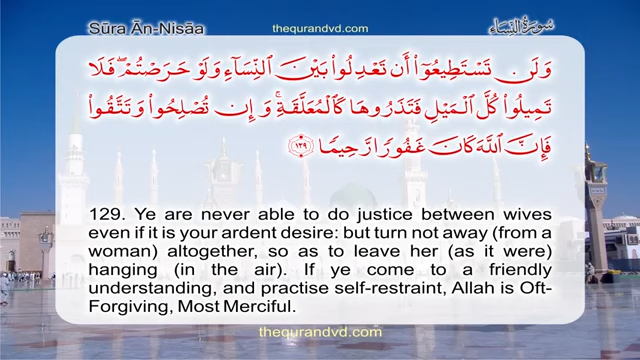 Sūra Ān-Nisāa
thequrandvd.com
سورة النساء
وَلَن تَسْتَطِيعُوٓا۟ أَن تَعْدِلُوا۟ بَيْنَ ٱلنِّسَآءِ وَلَوْ حَرَصْتُمْ ۖ فَلَا
تَمِيلُوا۟ كُلَّ ٱلْمَيْلِ فَتَذَرُوهَا كَٱلْمُعَلَّقَةِ ۚ وَإِن تُصْلِحُوا۟ وَتَتَّقُوا۟
فَإِنَّ ٱللَّهَ كَانَ غَفُورًا رَّحِيمًا ١٢٩
129. Ye are never able to do justice between wives
even if it is your ardent desire: but turn not away (from a
woman) altogether, so as to leave her (as it were)
hanging (in the air). If ye come to a friendly
understanding, and practise self-restraint, Allah is Oft-
Forgiving, Most Merciful.
thequrandvd.com